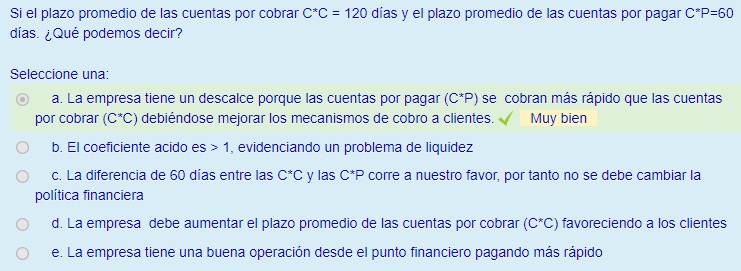 Si el plazo promedio de las cuentas por cobrar C*C = 120 días y el plazo promedio de las cuentas por pagar C*P=60
días. ¿Qué podemos decir?
Seleccione una:
a. La empresa tiene un descalce porque las cuentas por pagar (C*P) se  cobran más rápido que las cuentas
por cobrar (C*C) debiéndose mejorar los mecanismos de cobro a clientes. ✓ Muy bien
b. El coeficiente acido es > 1, evidenciando un problema de liquidez
c. La diferencia de 60 días entre las C*C y las C*P corre a nuestro favor, por tanto no se debe cambiar la
política financiera
d. La empresa  debe aumentar el plazo promedio de las cuentas por cobrar (C*C) favoreciendo a los clientes
e. La empresa tiene una buena operación desde el punto financiero pagando más rápido